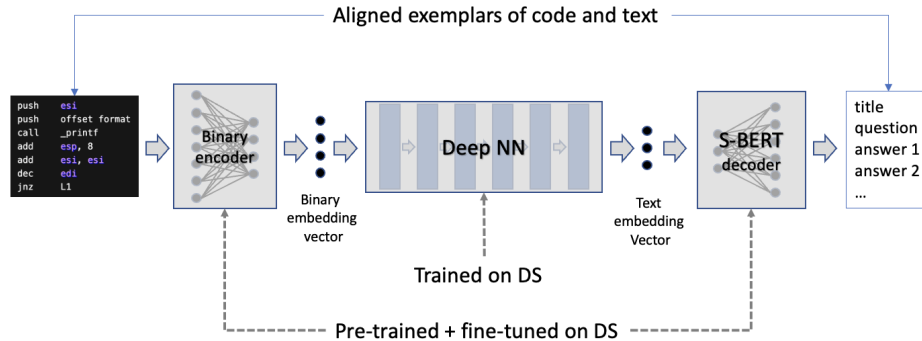 Aligned exemplars of code and text
push esi
push offset format
call _printf
add esp, 8
add esi, esi
dec edi
jnz L1
Binary
encoder
Binary
embedding
vector
Deep NN
Text
embedding
Vector
S-BERT
decoder
title
question
answer 1
answer 2
...
Trained on DS
Pre-trained + fine-tuned on DS